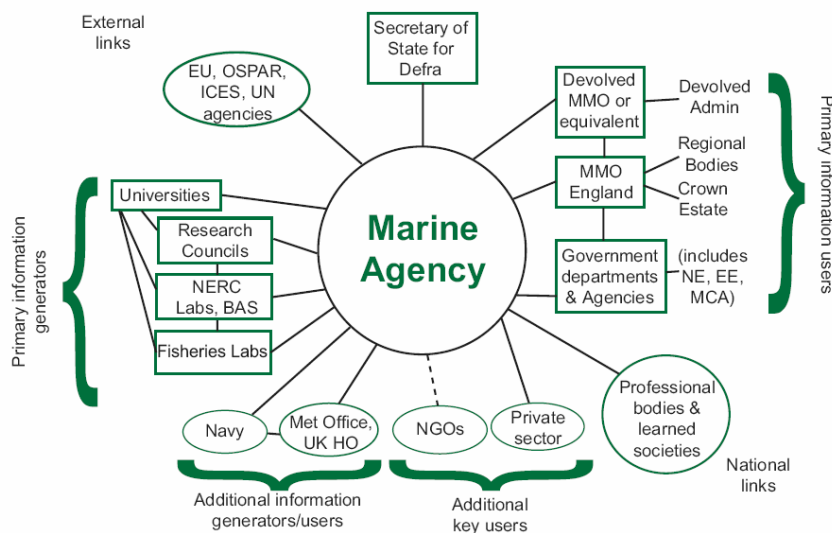 External
links
EU, OSPAR,
ICES, UN
agencies
Secretary of
State for
Defra
Devolved
MMO or
equivalent
Devolved
Admin
MMO
England
Regional
Bodies
Crown
Estate
Government
departments
& Agencies
(includes
NE, EE,
MCA)
Primary information
users
Marine
Agency
Universities
Research
Councils
NERC
Labs, BAS
Fisheries Labs
Primary information
generators
Navy
Met Office,
UK HO
Additional information
generators/users
NGOs
Private
sector
Additional
key users
Professional
bodies &
learned
societies
National
links